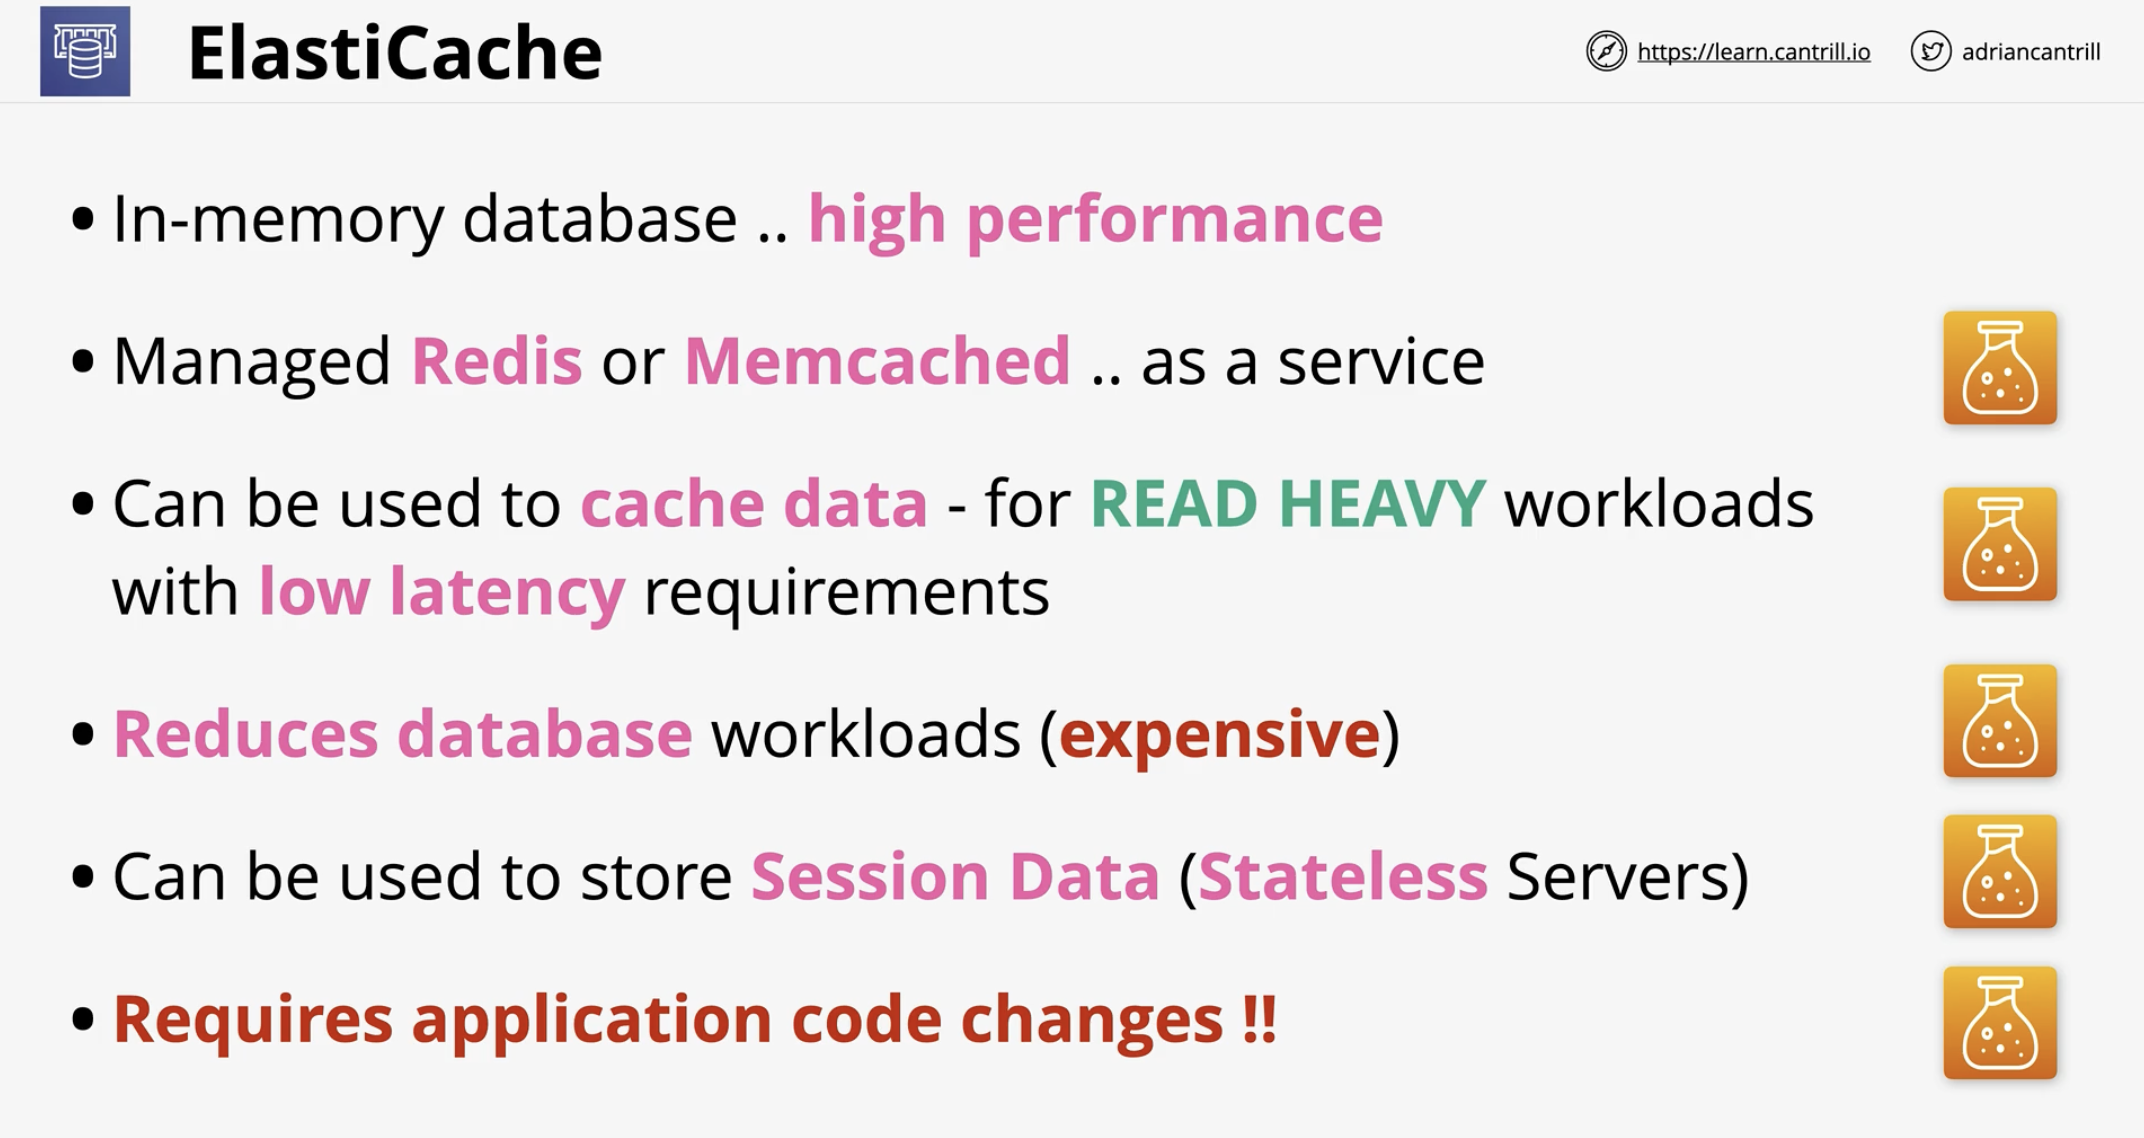 ElastiCache
https://learn.cantrill.io
adriancantrill
• In-memory database .. high performance
• Managed Redis or Memcached .. as a service
• Can be used to cache data - for READ HEAVY workloads
with low latency requirements
• Reduces database workloads (expensive)
• Can be used to store Session Data (Stateless Servers)
• Requires application code changes !!